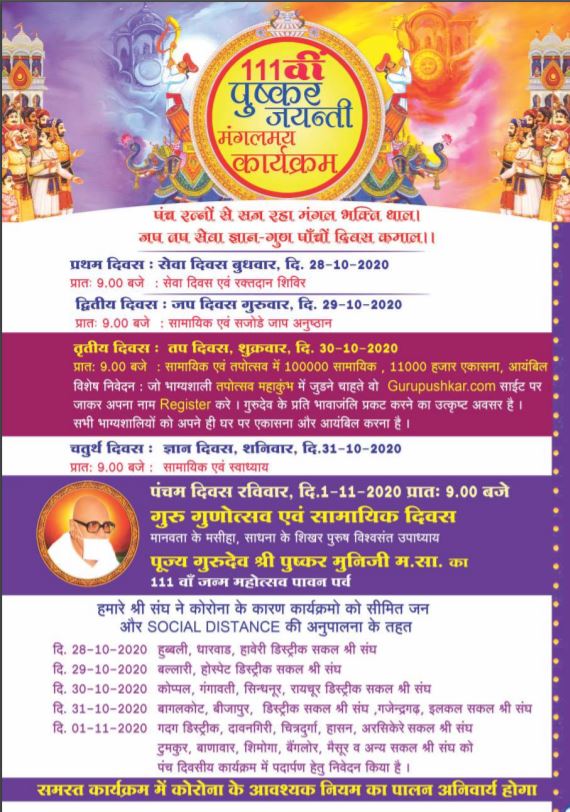 111वीं
पुष्कर
जयन्ती
मंगलमय
कार्यक्रम
पंच रत्नों से सज रहा मंगल भक्ति थाल।
जप तप सेवा ज्ञान-गुण पाँचों दिवस कमाल।।
प्रथम दिवस : सेवा दिवस बुधवार, दि. 28-10-2020
प्रातः 9.00 बजे : सेवा दिवस एवं रक्तदान शिविर
द्वितीय दिवस : जप दिवस गुरुवार, दि. 29-10-2020
प्रातः 9.00 बजे : सामायिक एवं सजोडे जाप अनुष्ठान
तृतीय दिवस : तप दिवस, शुक्रवार, दि. 30-10-2020
प्रात: 9.00 बजे : सामायिक एवं तपोत्सव में 100000 सामायिक , 11000 हजार एकासना, आयंबिल
विशेष निवेदन : जो भाग्यशाली तपोत्सव महाकुंभ में जुडने चाहते वो Gurupushkar.com साईट पर
जाकर अपना नाम Register करे । गुरुदेव के प्रति भावाजंलि प्रकट करने का उत्कृष्ट अवसर है ।
सभी भाग्यशालियों को अपने ही घर पर एकासना और आयंबिल करना है ।
चतुर्थ दिवस : ज्ञान दिवस, शनिवार, दि.31-10-2020
प्रातः 9.00 बजे : सामायिक एवं स्वाध्याय
पंचम दिवस रविवार, दि.1-11-2020 प्रातः 9.00 बजे
गुरु गुणोत्सव एवं सामायिक दिवस
मानवता के मसीहा, साधना के शिखर पुरुष विश्वसंत उपाध्याय
पूज्य गुरुदेव श्री पुष्कर मुनिजी म.सा. का
111 वाँ जन्म महोत्सव पावन पर्व
हमारे श्री संघ ने कोरोना के कारण कार्यक्रमो को सीमित जन
और SOCIAL DISTANCE की अनुपालना के तहत
दि. 28-10-2020 हुब्बली, धारवाड, हावेरी डिस्ट्रीक सकल श्री संघ
दि. 29-10-2020 बल्लारी, होस्पेट डिस्ट्रीक सकल श्री संघ
दि. 30-10-2020 कोप्पल, गंगावती, सिन्धनूर, रायचूर डिस्ट्रीक सकल श्री संघ
दि. 31-10-2020 बागलकोट, बीजापुर, डिस्ट्रीक सकल श्री संघ ,गजेन्द्रगढ़, इलकल सकल श्री संघ
दि. 01-11-2020 गदग डिस्ट्रीक, दावनगिरी, चित्रदुर्गा, हासन, अरसिकेरे सकल श्री संघ
टुमकुर, बाणावार, शिमोगा, बैंगलोर, मैसूर व अन्य सकल श्री संघ को
पंच दिवसीय कार्यक्रम में पदार्पण हेतु निवेदन किया है ।
समस्त कार्यक्रम में कोरोना के आवश्यक नियम का पालन अनिवार्य होगा